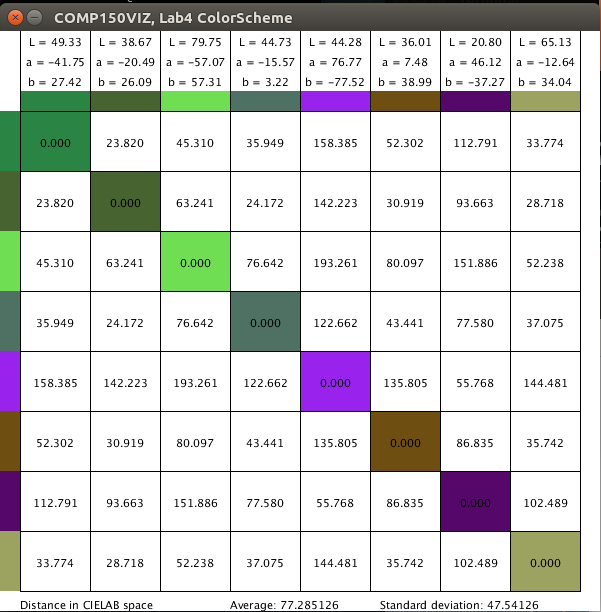 COMP150VIZ, Lab4 ColorScheme
L = 49.33 L = 38.67 L = 79.75 L = 44.73 L = 44.28 L = 36.01 L = 20.80 L = 65.13
a = −41.75 a = −20.49 a = −57.07 a = −15.57 a = 76.77 a = 7.48 a = 46.12 a = −12.64
b = 27.42 b = 26.09 b = 57.31 b = 3.22 b = −77.52 b = 38.99 b = −37.27 b = 34.04
0.000 23.820 45.310 35.949 158.385 52.302 112.791 33.774
23.820 0.000 63.241 24.172 142.223 30.919 93.663 28.718
45.310 63.241 0.000 76.642 193.261 80.097 151.886 52.238
35.949 24.172 76.642 0.000 122.662 43.441 77.580 37.075
158.385 142.223 193.261 122.662 0.000 135.805 55.768 144.481
52.302 30.919 80.097 43.441 135.805 0.000 86.835 35.742
112.791 93.663 151.886 77.580 55.768 86.835 0.000 102.489
33.774 28.718 52.238 37.075 144.481 35.742 102.489 0.000
Distance in CIELAB space Average: 77.285126 Standard deviation: 47.54126